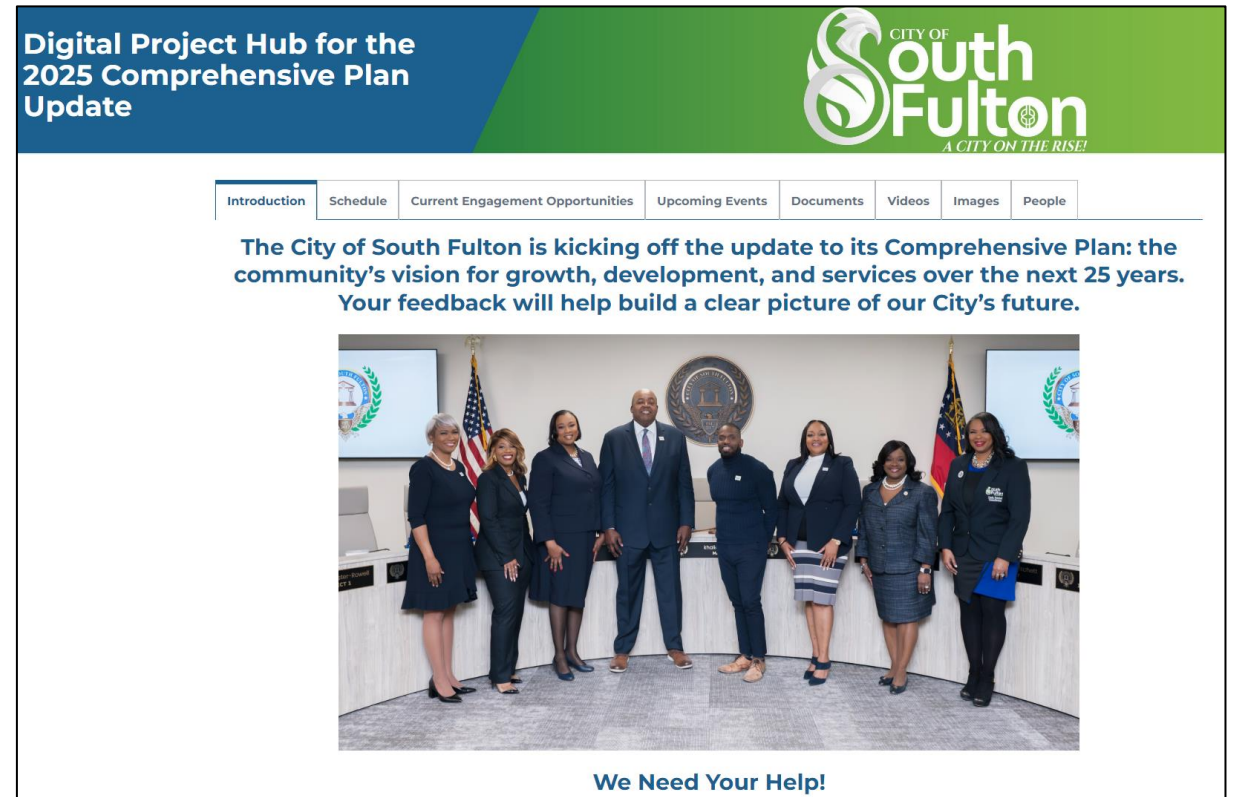 Digital Project Hub for the
2025 Comprehensive Plan
Update
CITY OF
South
Fulton
A CITY ON THE RISE!
Introduction Schedule Current Engagement Opportunities Upcoming Events Documents Videos Images People
The City of South Fulton is kicking off the update to its Comprehensive Plan: the
community's vision for growth, development, and services over the next 25 years.
Your feedback will help build a clear picture of our City's future.
We Need Your Help!